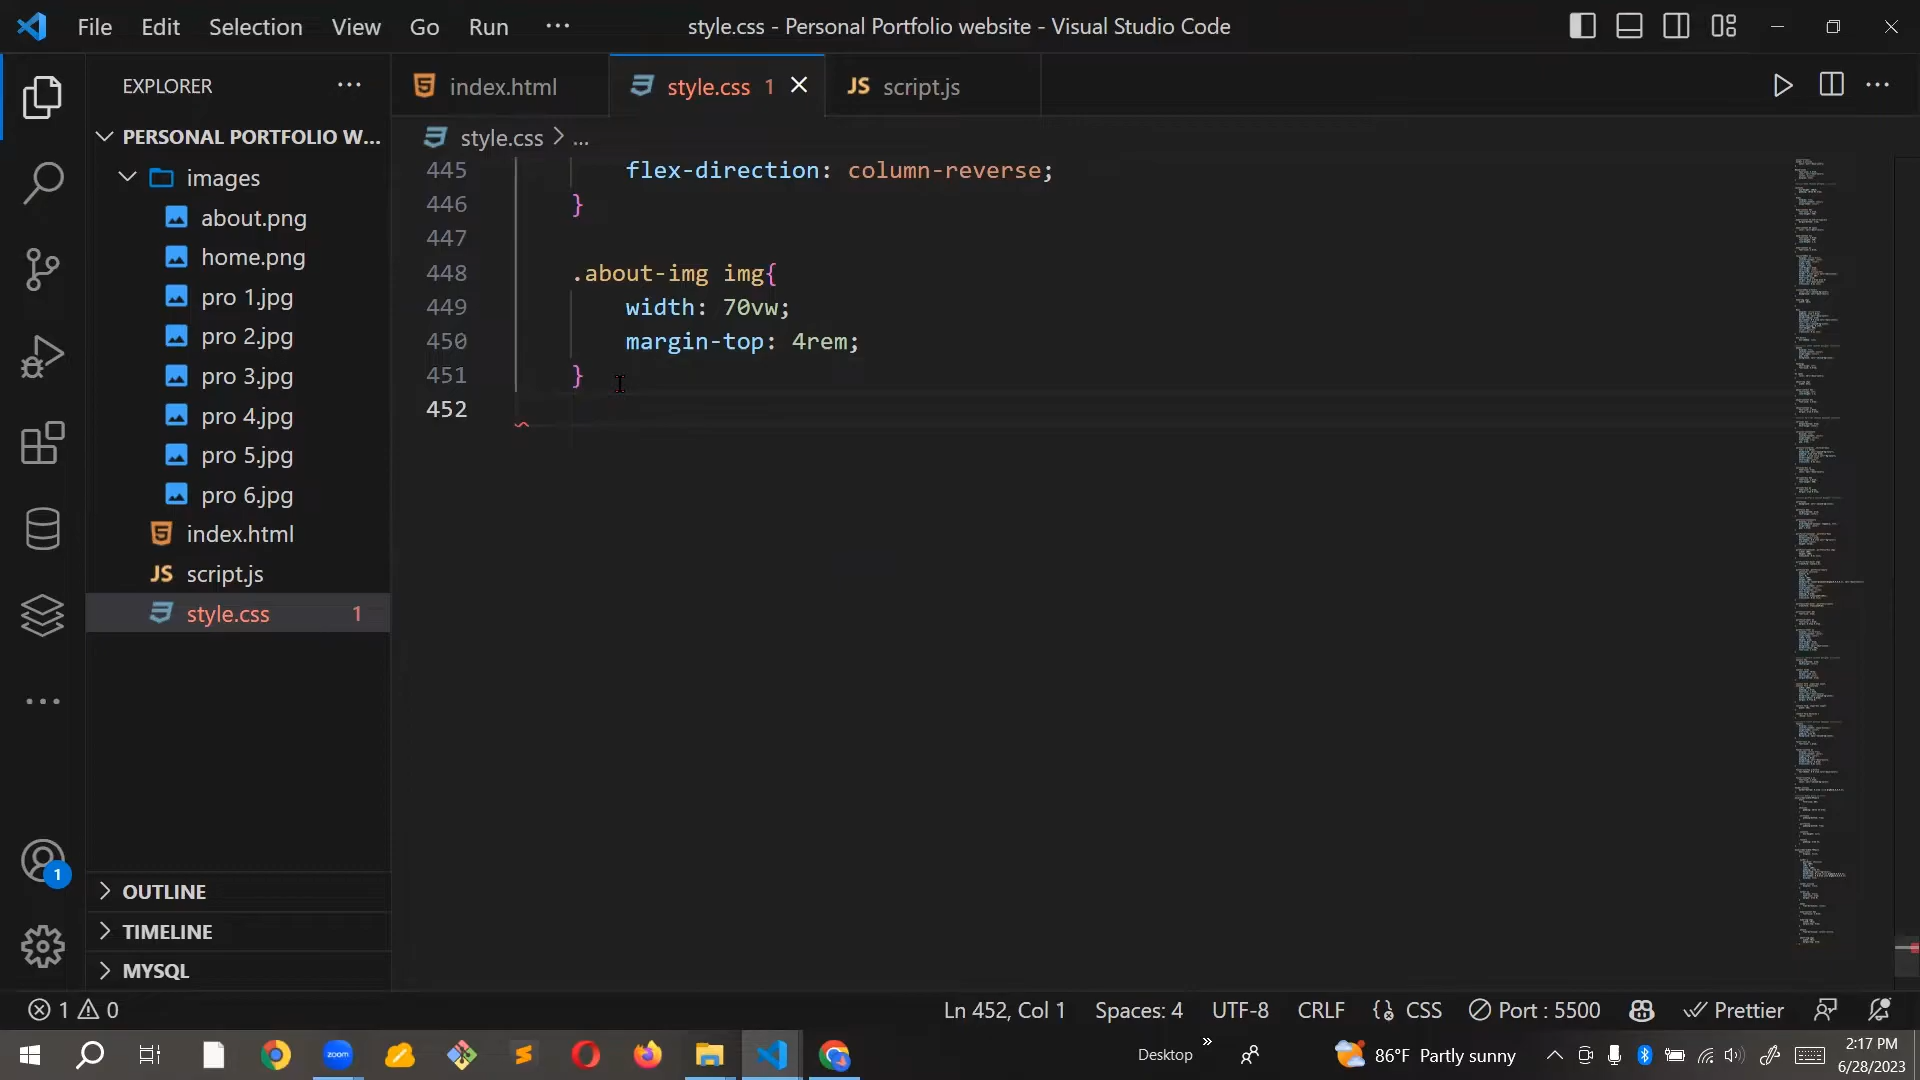 File Edit Selection View Go Run ··· style.css - Personal Portfolio website - Visual Studio Code
EXPLORER ···
index.html style.css 1 JS script.js
PERSONAL PORTFOLIO W...
style.css > ...
images
about.png
home.png
pro 1.jpg
pro 2.jpg
pro 3.jpg
pro 4.jpg
pro 5.jpg
pro 6.jpg
index.html
JS script.js
style.css 1
OUTLINE
TIMELINE
MYSQL
445 flex-direction: column-reverse;
446 }
447
448 .about-img img{
449 width: 70vw;
450 margin-top: 4rem;
451 }
452
1
1 0 Ln 452, Col 1 Spaces: 4 UTF-8 CRLF CSS Port : 5500 Prettier
zoom Desktop 86°F Partly sunny 2:17 PM
6/28/2023